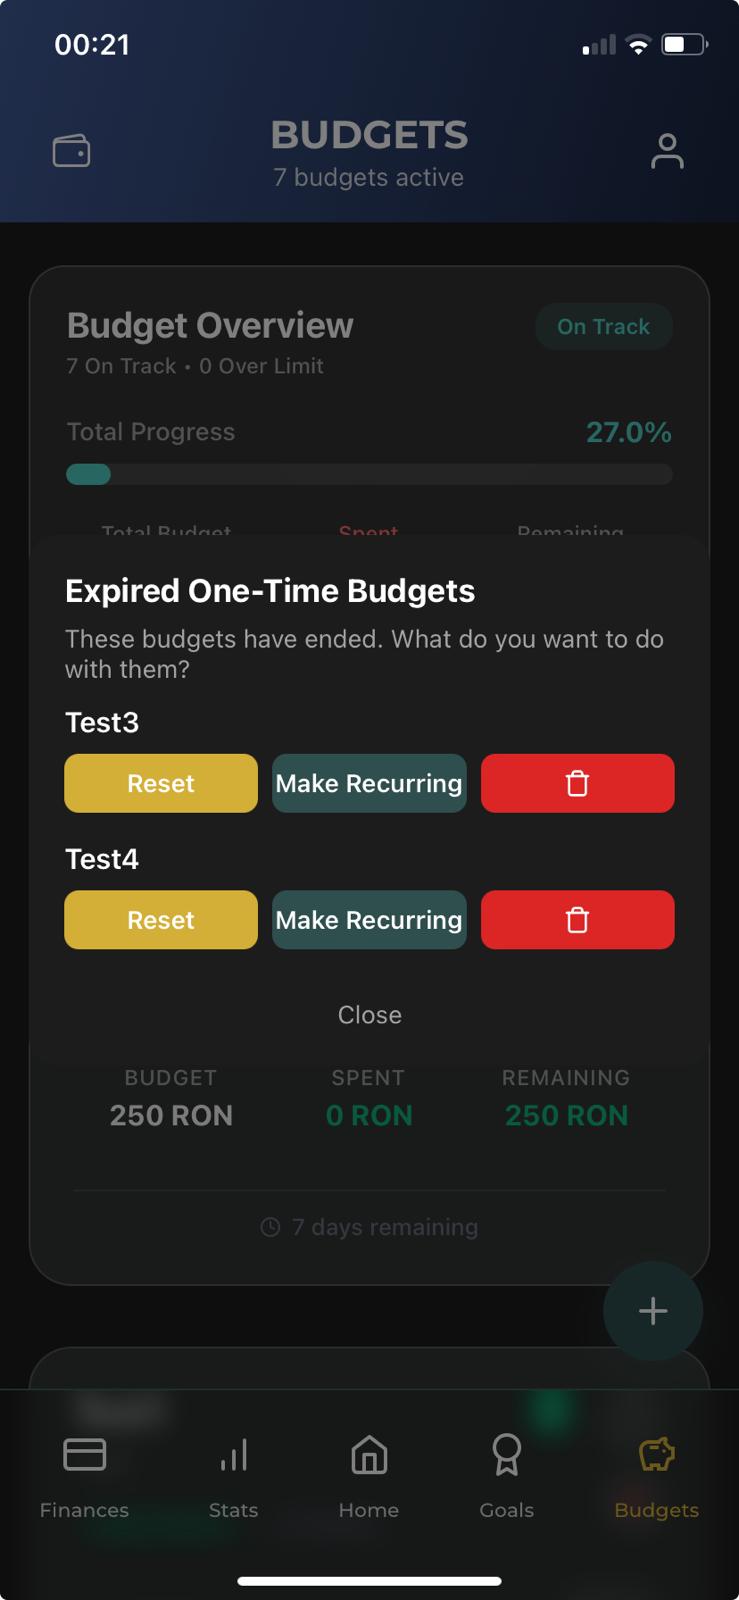 00:21
BUDGETS
7 budgets active
Budget Overview
On Track
7 On Track • 0 Over Limit
Total Progress
27.0%
Total Budget Spent Remaining
Expired One-Time Budgets
These budgets have ended. What do you want to do
with them?
Test3
Reset Make Recurring
Test4
Reset Make Recurring
Close
BUDGET SPENT REMAINING
250 RON 0 RON 250 RON
7 days remaining
Finances Stats Home Goals Budgets